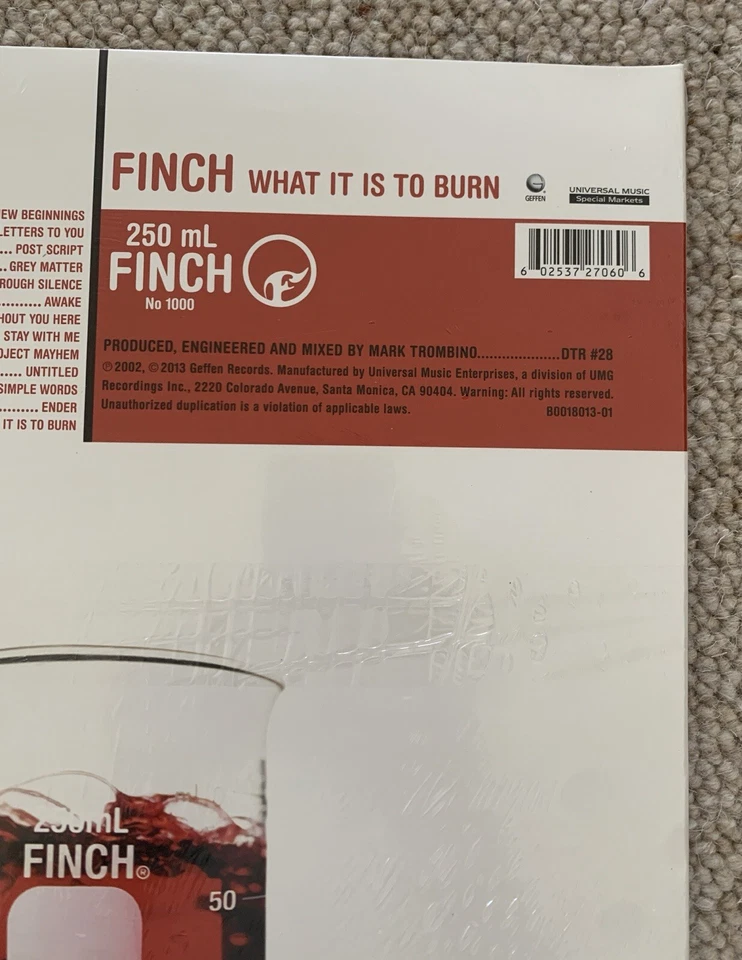 FINCH WHAT IT IS TO BURN
GEFFEN
UNIVERSAL MUSIC
Special Markets
EW BEGINNINGS
LETTERS TO YOU
.... POST SCRIPT
.. GREY MATTER
ROUGH SILENCE
.......... AWAKE
HOUT YOU HERE
STAY WITH ME
OJECT MAYHEM
..... UNTITLED
SIMPLE WORDS
......... ENDER
IT IS TO BURN
250 mL
FINCH
No 1000
6 02537 27060 6
PRODUCED, ENGINEERED AND MIXED BY MARK TROMBINO....................DTR #28
℗ 2002, © 2013 Geffen Records. Manufactured by Universal Music Enterprises, a division of UMG
Recordings Inc., 2220 Colorado Avenue, Santa Monica, CA 90404. Warning: All rights reserved.
Unauthorized duplication is a violation of applicable laws. B0018013-01
250mL
FINCH®
50